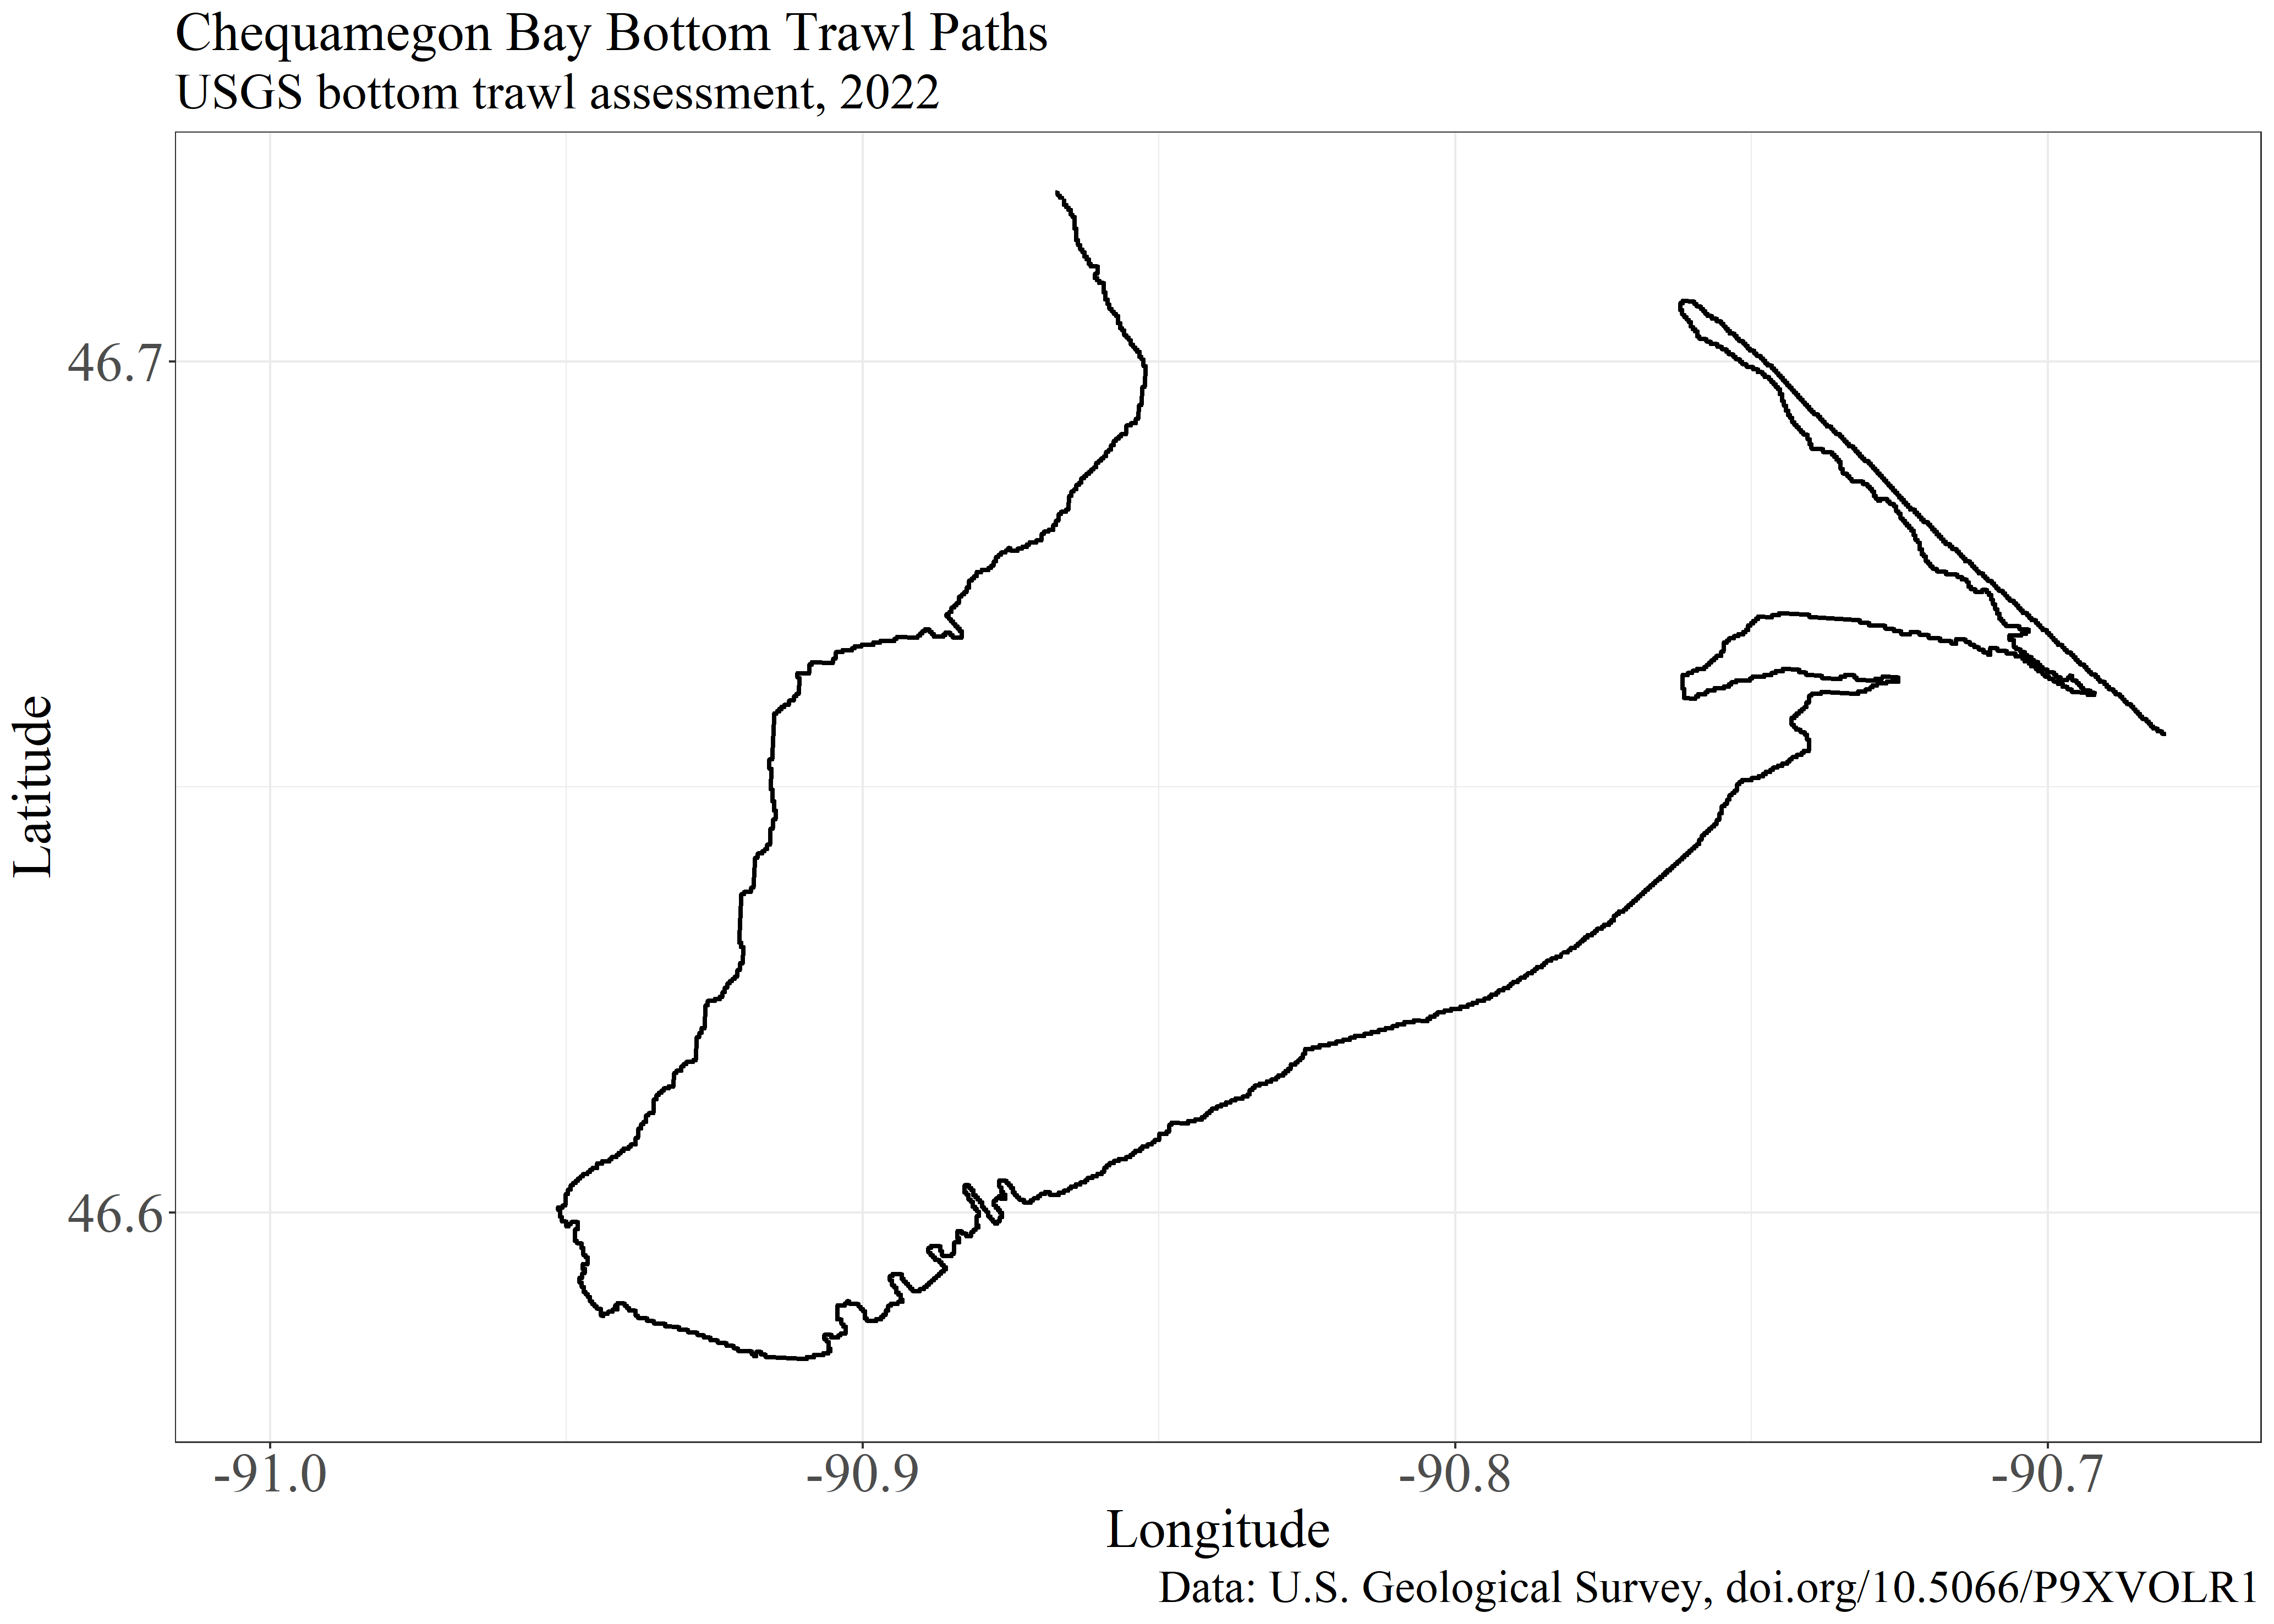 Chequamegon Bay Bottom Trawl Paths
USGS bottom trawl assessment, 2022
46.7
46.6
Latitude
-91.0
-90.9
-90.8
-90.7
Longitude
Data: U.S. Geological Survey, doi.org/10.5066/P9XVOLR1